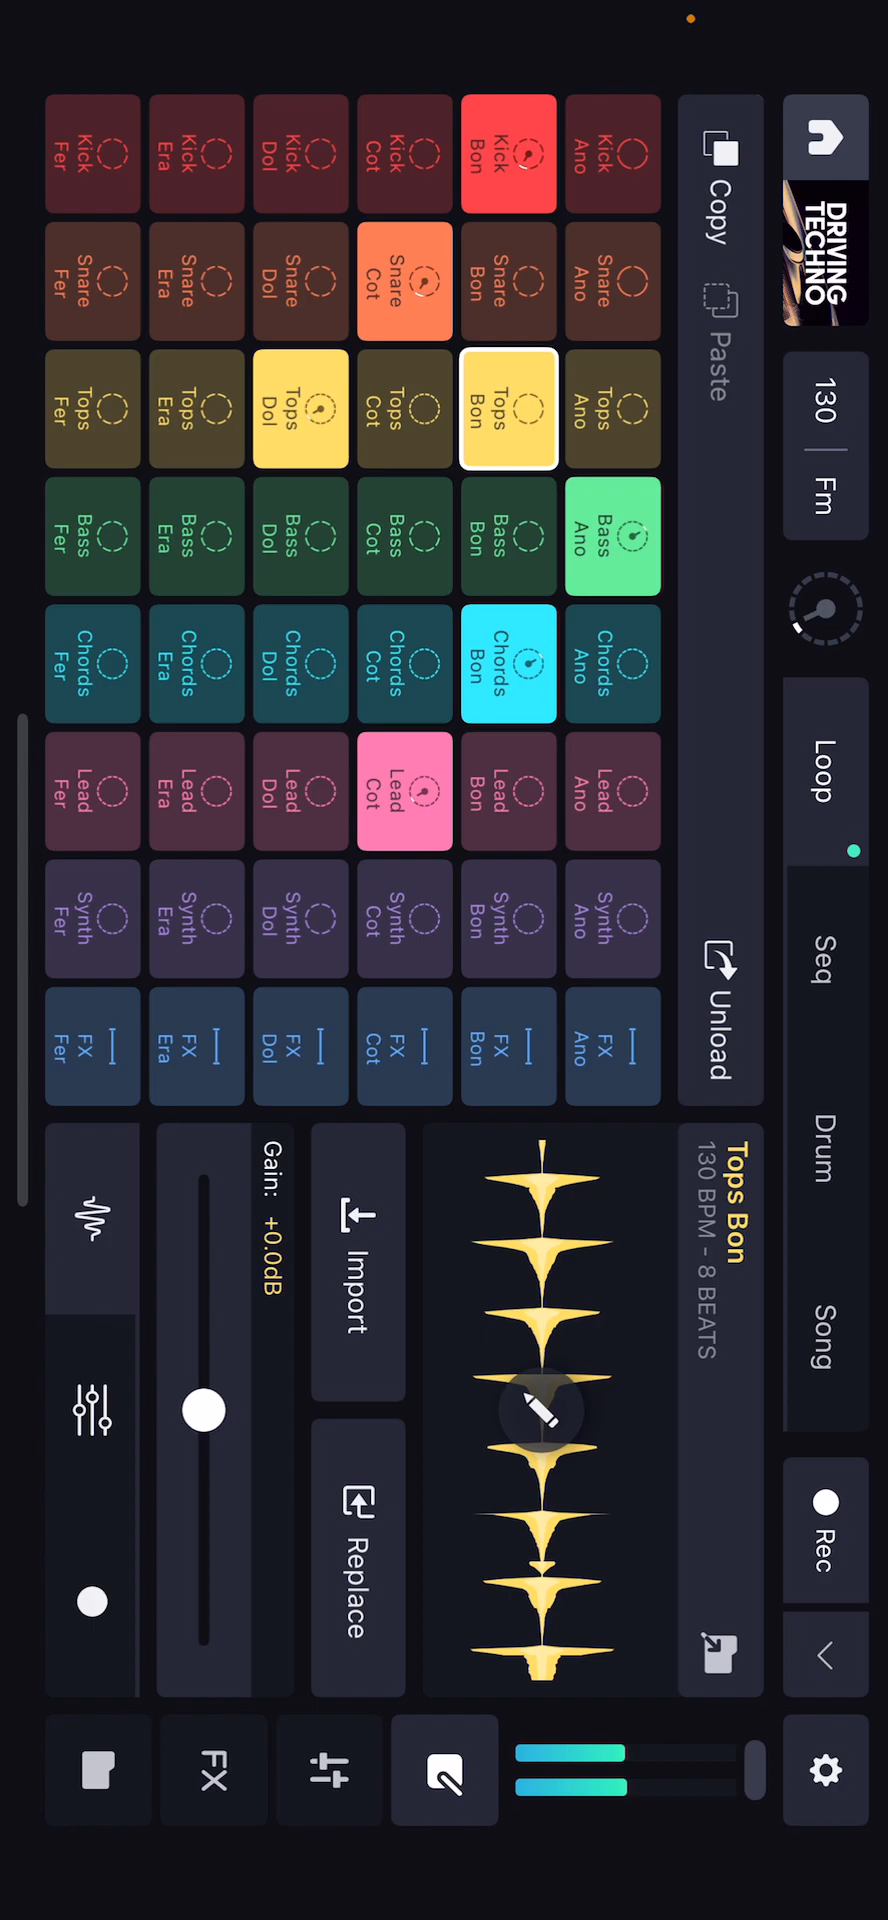 DRIVING
TECHNO
130
Fm
Loop
Seq
Drum
Song
Rec
Copy
Paste
Unload
Tops Bon
130 BPM - 8 BEATS
Kick
Ano
Snare
Ano
Tops
Ano
Bass
Ano
Chords
Ano
Lead
Ano
Synth
Ano
FX
Ano
Kick
Bon
Snare
Bon
Tops
Bon
Bass
Bon
Chords
Bon
Lead
Bon
Synth
Bon
FX
Bon
Kick
Cot
Snare
Cot
Tops
Cot
Bass
Cot
Chords
Cot
Lead
Cot
Synth
Cot
FX
Cot
Kick
Dol
Snare
Dol
Tops
Dol
Bass
Dol
Chords
Dol
Lead
Dol
Synth
Dol
FX
Dol
Kick
Era
Snare
Era
Tops
Era
Bass
Era
Chords
Era
Lead
Era
Synth
Era
FX
Era
Kick
Fer
Snare
Fer
Tops
Fer
Bass
Fer
Chords
Fer
Lead
Fer
Synth
Fer
FX
Fer
Import
Replace
Gain: +0.0dB
FX